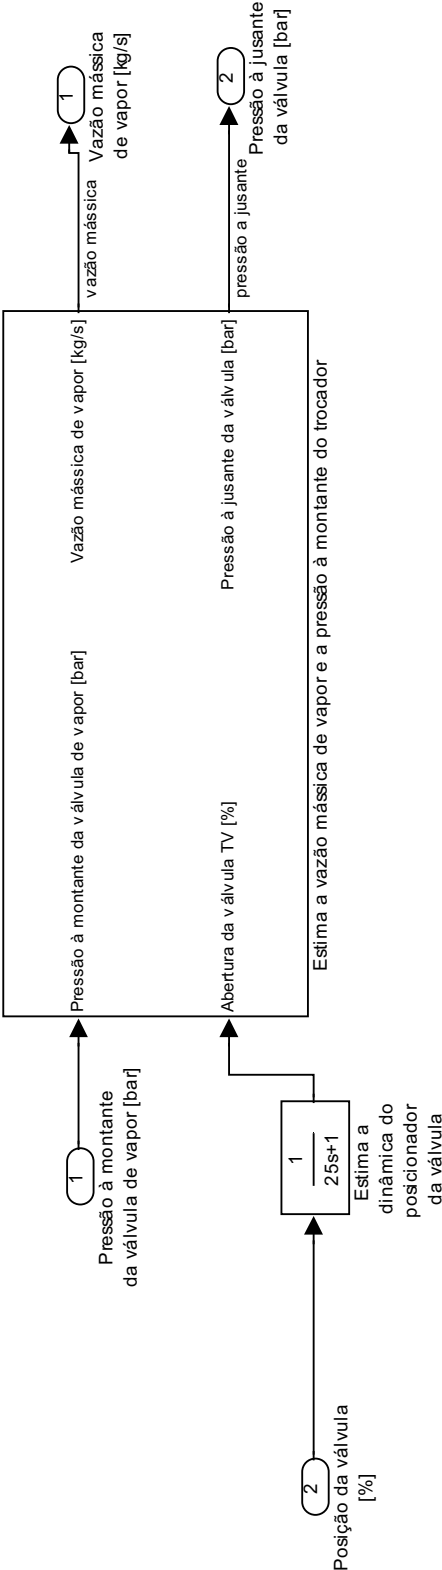 1
Pressão à montante
da válvula de vapor [bar]
2
Posição da válvula
[%]
1
25s+1
Estima a
dinâmica do
posicionador
da válvula
Pressão à montante da válvula de vapor [bar]
Abertura da válvula TV [%]
Vazão mássica de vapor [kg/s]
Pressão à jusante da válvula [bar]
Estima a vazão mássica de vapor e a pressão à montante do trocador
vazão mássica
pressão a jusante
1
Vazão mássica
de vapor [kg/s]
2
Pressão à jusante
da válvula [bar]